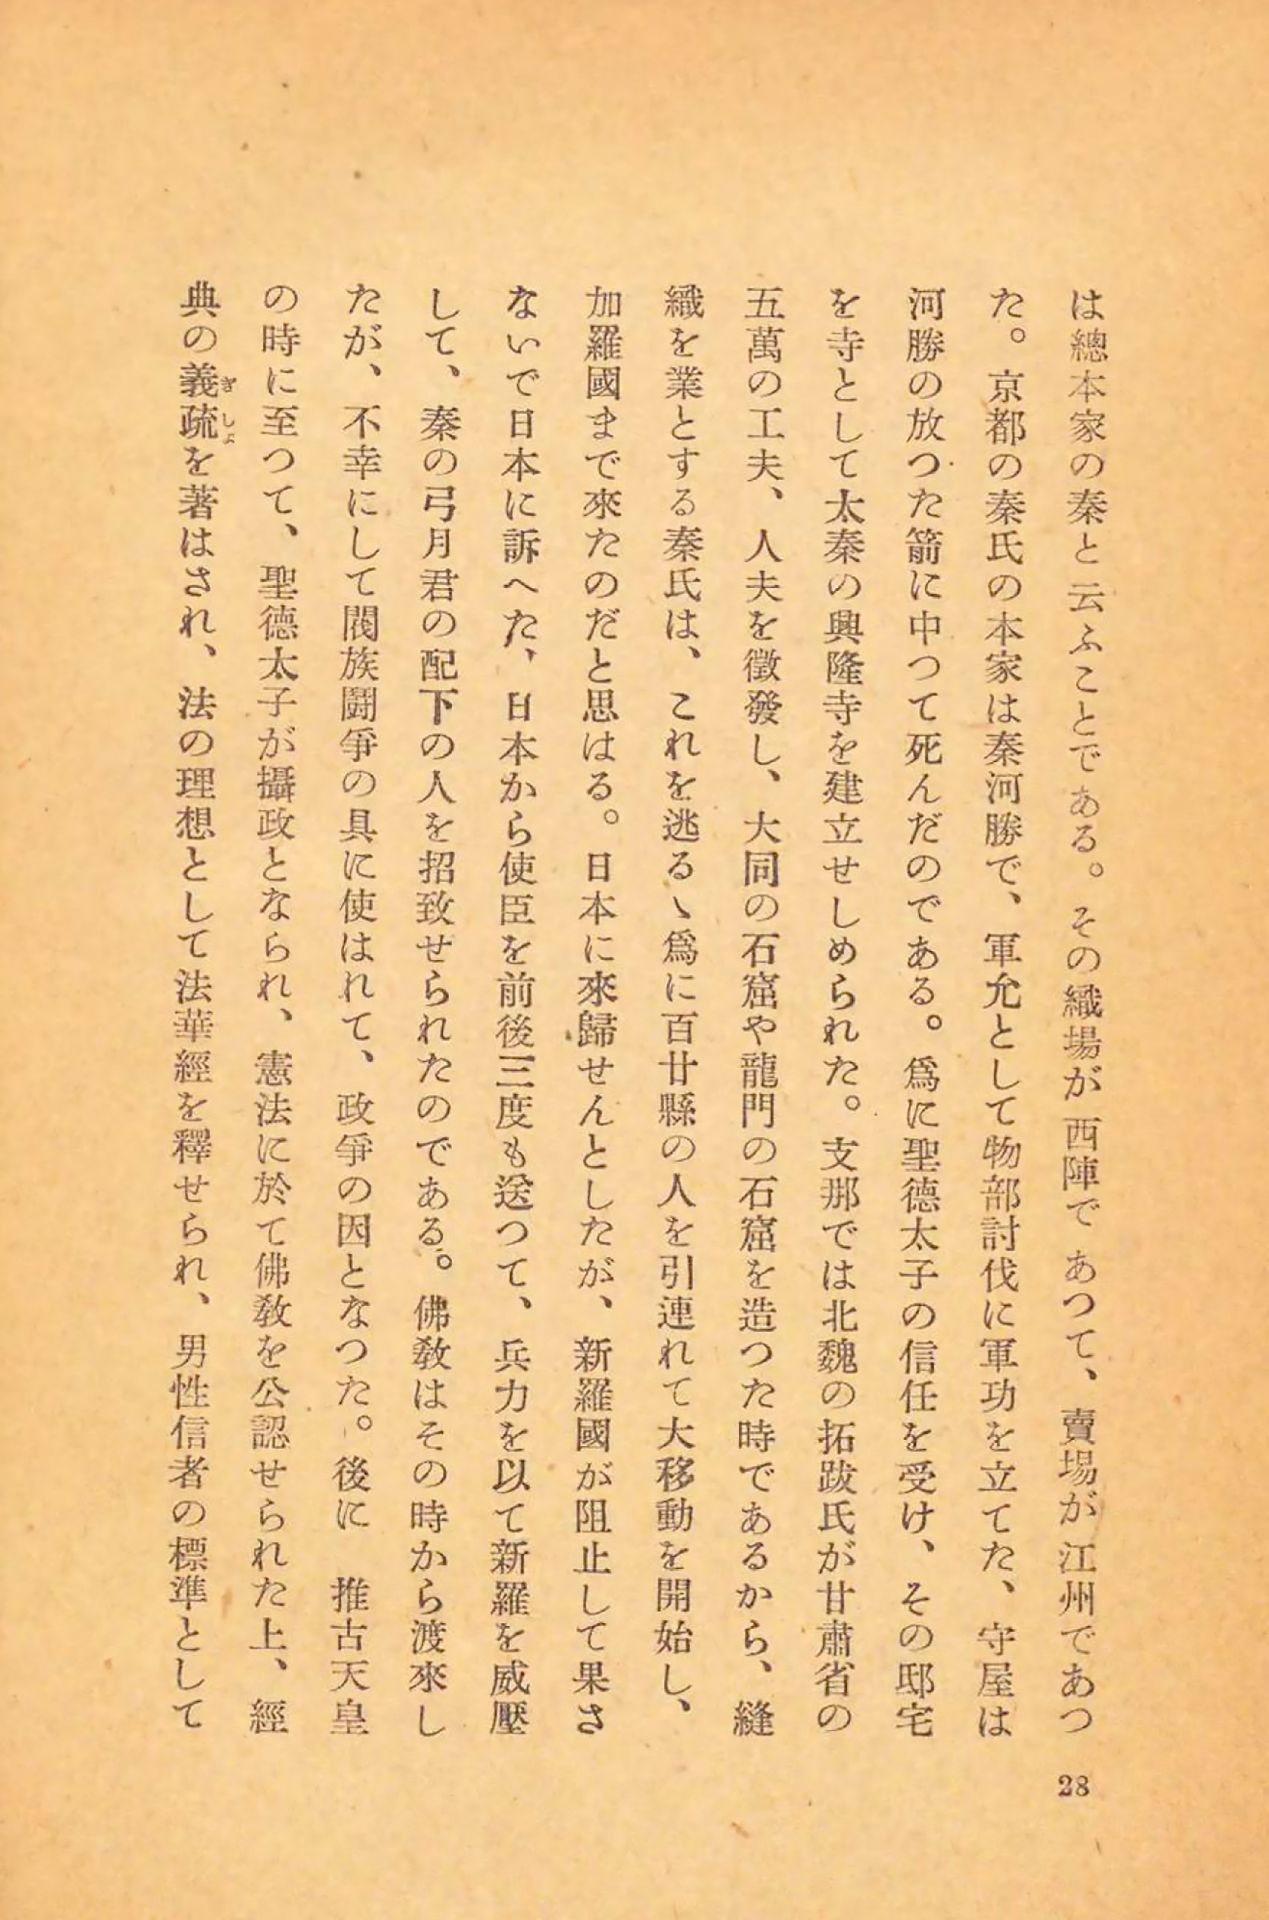 は總本家の秦と云ふことである。その織場が西陣であつて、賣場が江州であつ
た。京都の秦氏の本家は秦河勝で、軍允として物部討伐に軍功を立てた、守屋は
河勝の放つた箭に中つて死んだのである。爲に聖德太子の信任を受け、その邸宅
を寺として太秦の興隆寺を建立せしめられた。支那では北魏の拓跋氏が甘肅省の
五萬の工夫、人夫を徵發し、大同の石窟や龍門の石窟を造つた時であるから、縫
織を業とする秦氏は、これを逃るゝ爲に百廿縣の人を引連れて大移動を開始し、
加羅國まで來たのだと思はる。日本に來歸せんとしたが、新羅國が阻止して果さ
ないで日本に訴へた、日本から使臣を前後三度も送つて、兵力を以て新羅を威壓
して、秦の弓月君の配下の人を招致せられたのである。佛敎はその時から渡來し
たが、不幸にして閥族鬪爭の具に使はれて、政爭の因となつた。後に　推古天皇
の時に至つて、聖德太子が攝政となられ、憲法に於て佛敎を公認せられた上、經
典の義疏を著はされ、法の理想として法華經を釋せられ、男性信者の標準として
ぎしよ
28